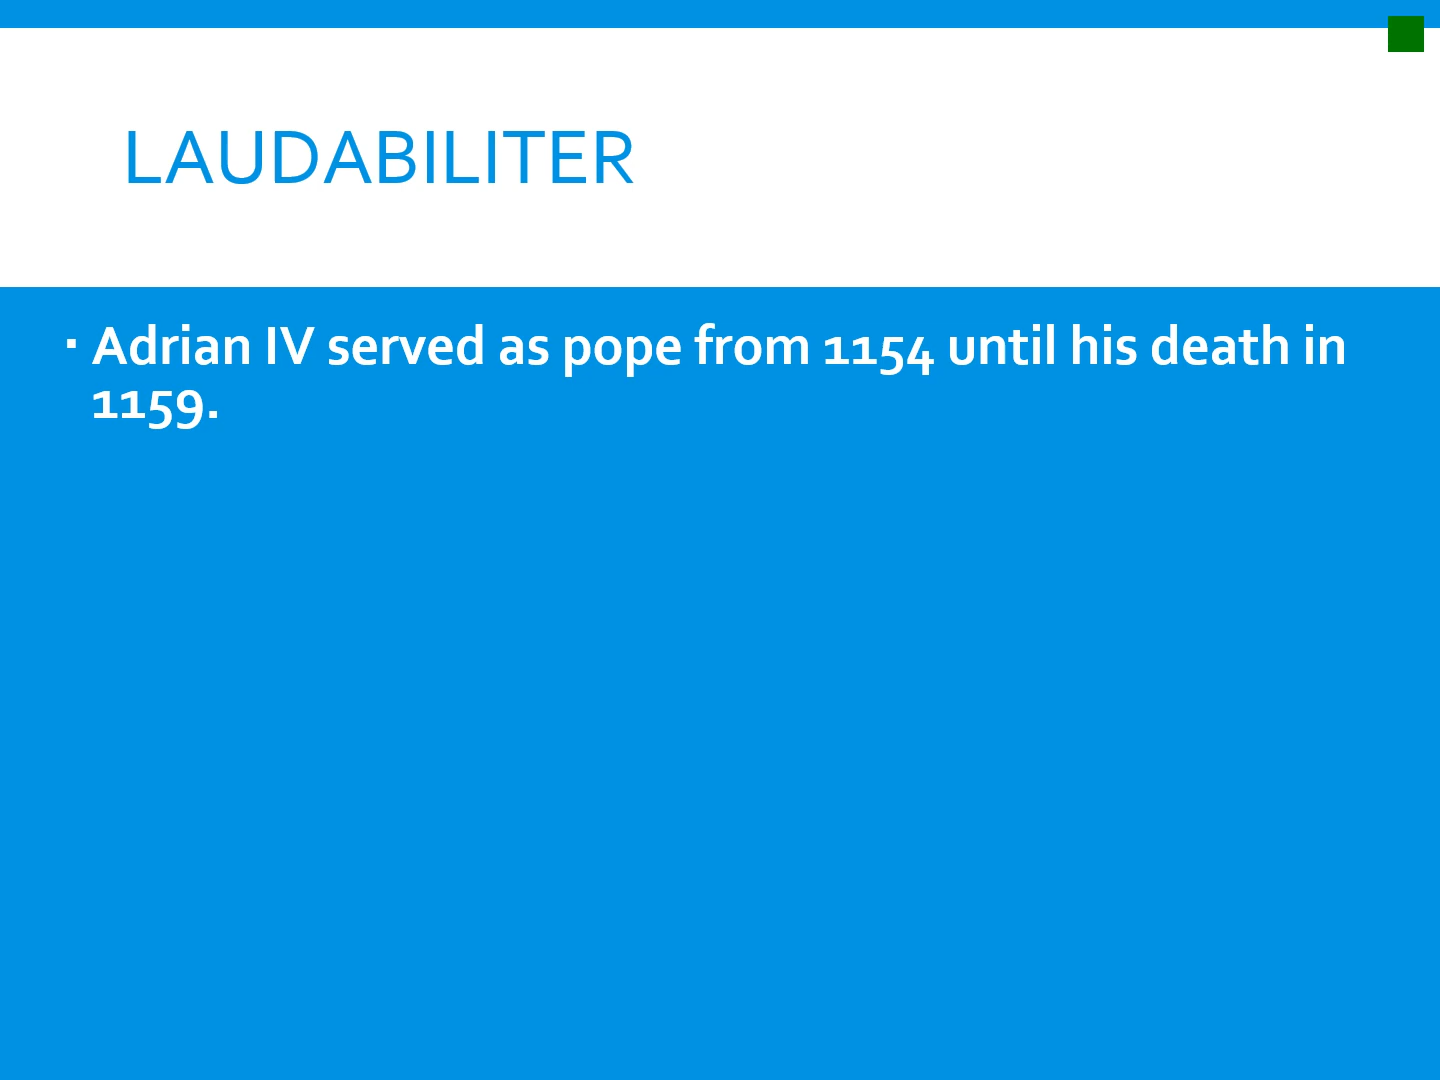 LAUDABILITER
▪ Adrian IV served as pope from 1154 until his death in
1159.